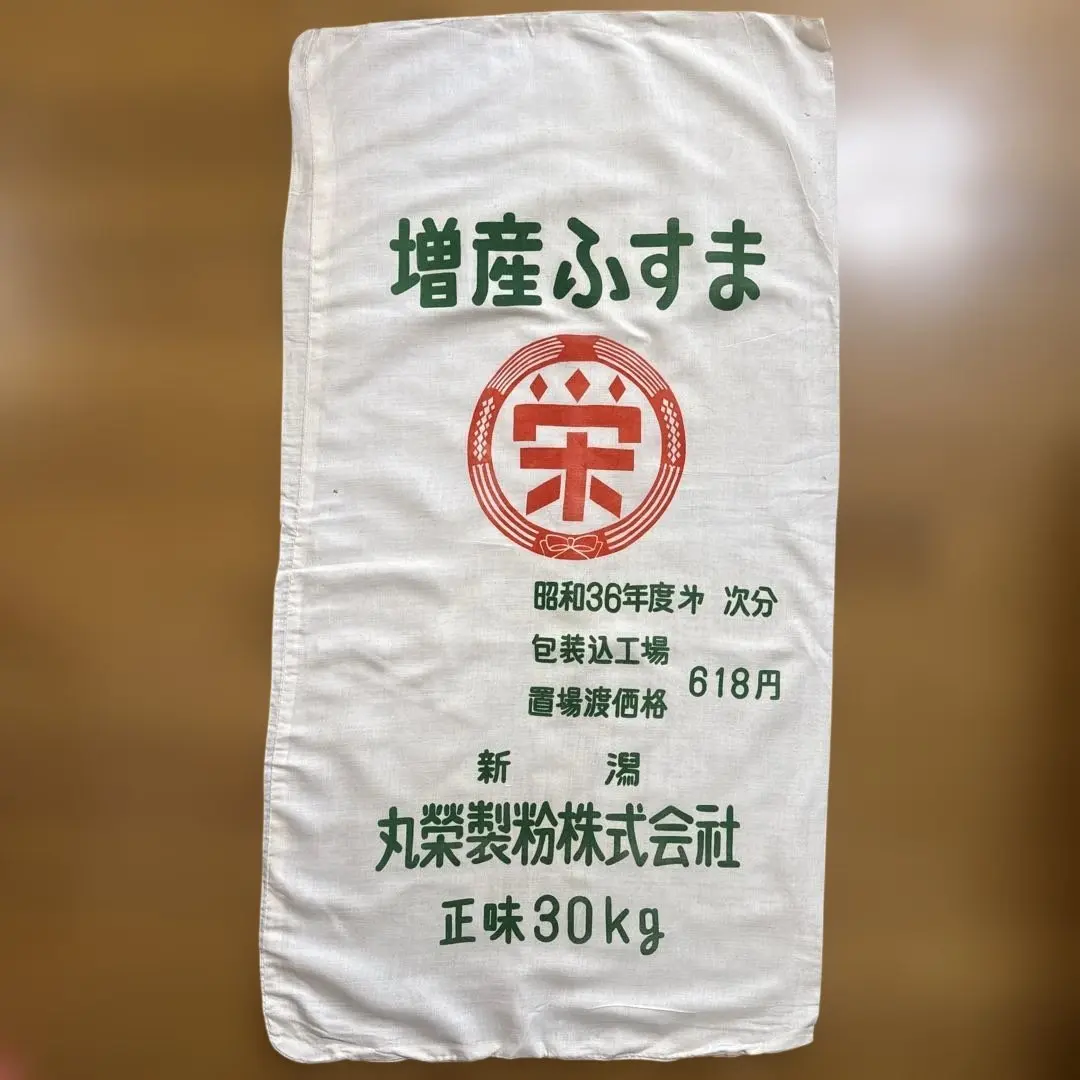 増産ふすま
栄
昭和36年度㐧 次分
包装込工場
置場渡価格 618円
新潟
丸榮製粉株式会社
正味30kg